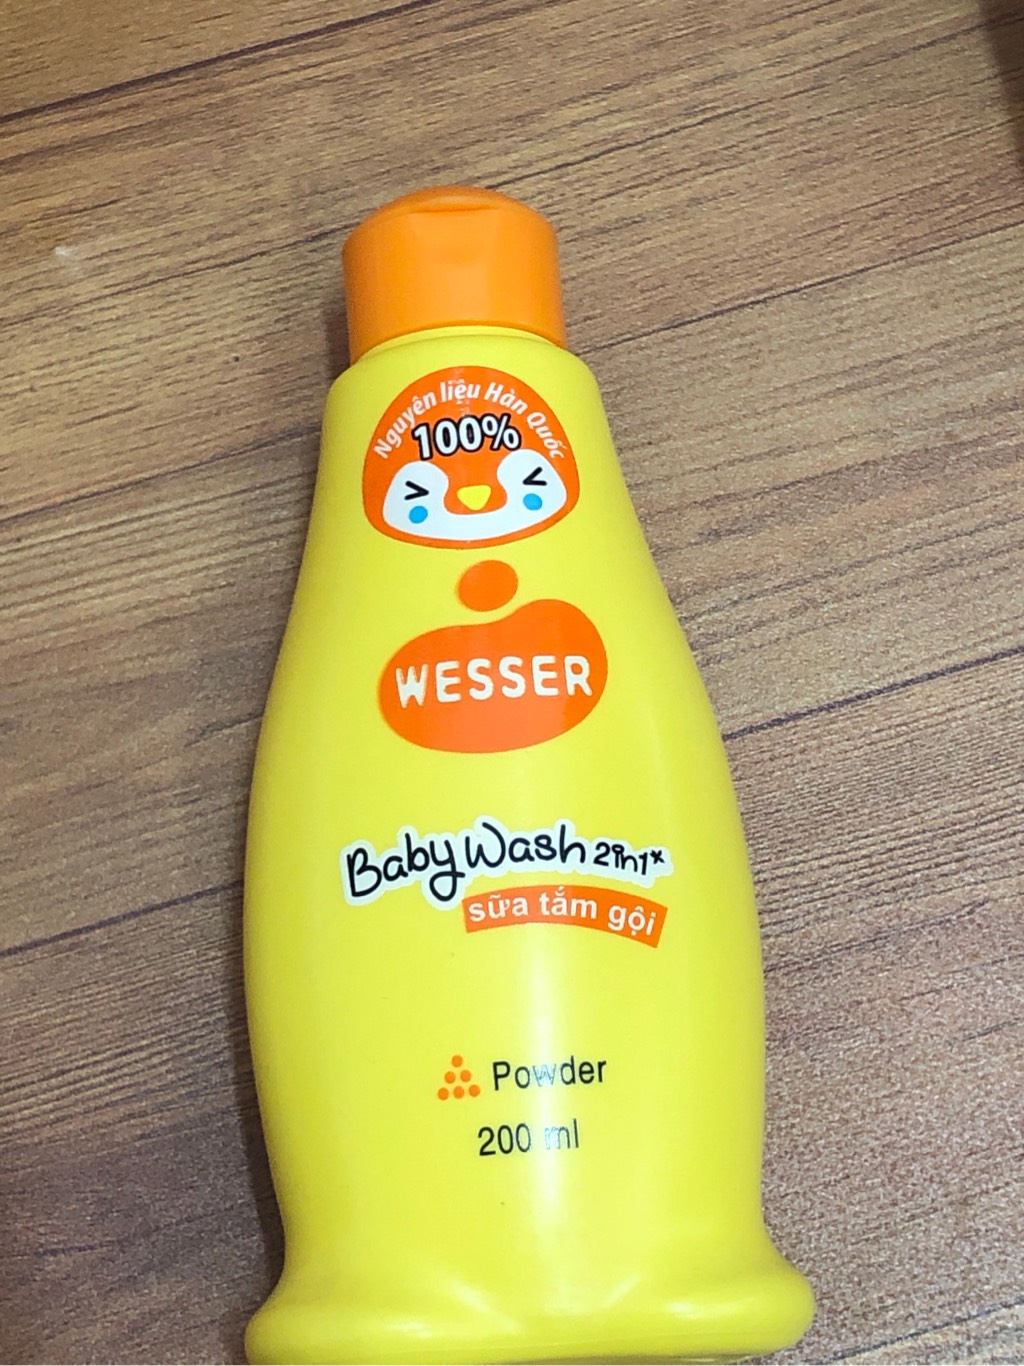 Nguyên liệu Hàn Quốc
100%
WESSER
Baby Wash 2in1*
sữa tắm gội
Powder
200 ml